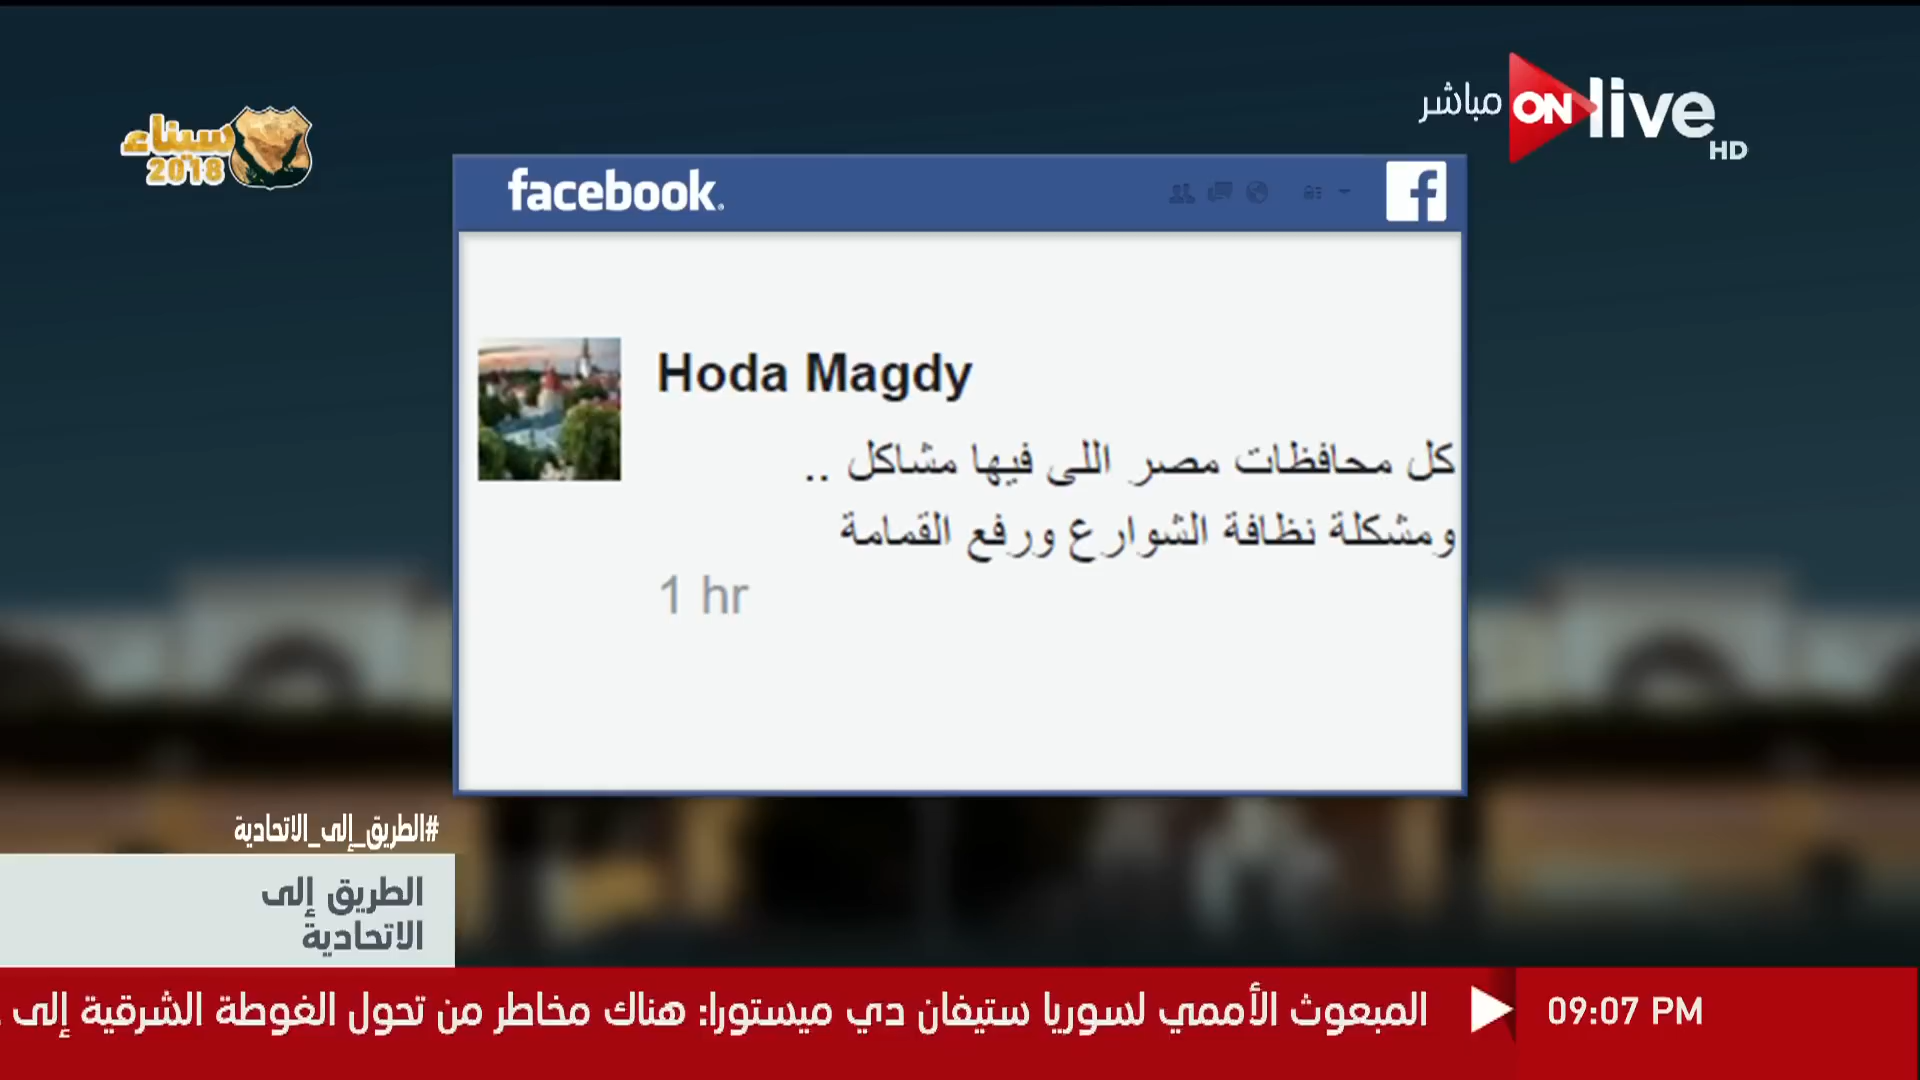 مباشر ON live
HD
سيناء
2018
facebook.
Hoda Magdy
كل محافظات مصر اللى فيها مشاكل ..
ومشكلة نظافة الشوارع ورفع القمامة
1 hr
#الطريق_إلى_الاتحادية
الطريق إلى
الاتحادية
09:07 PM
المبعوث الأممي لسوريا ستيفان دي ميستورا: هناك مخاطر من تحول الغوطة الشرقية إلى